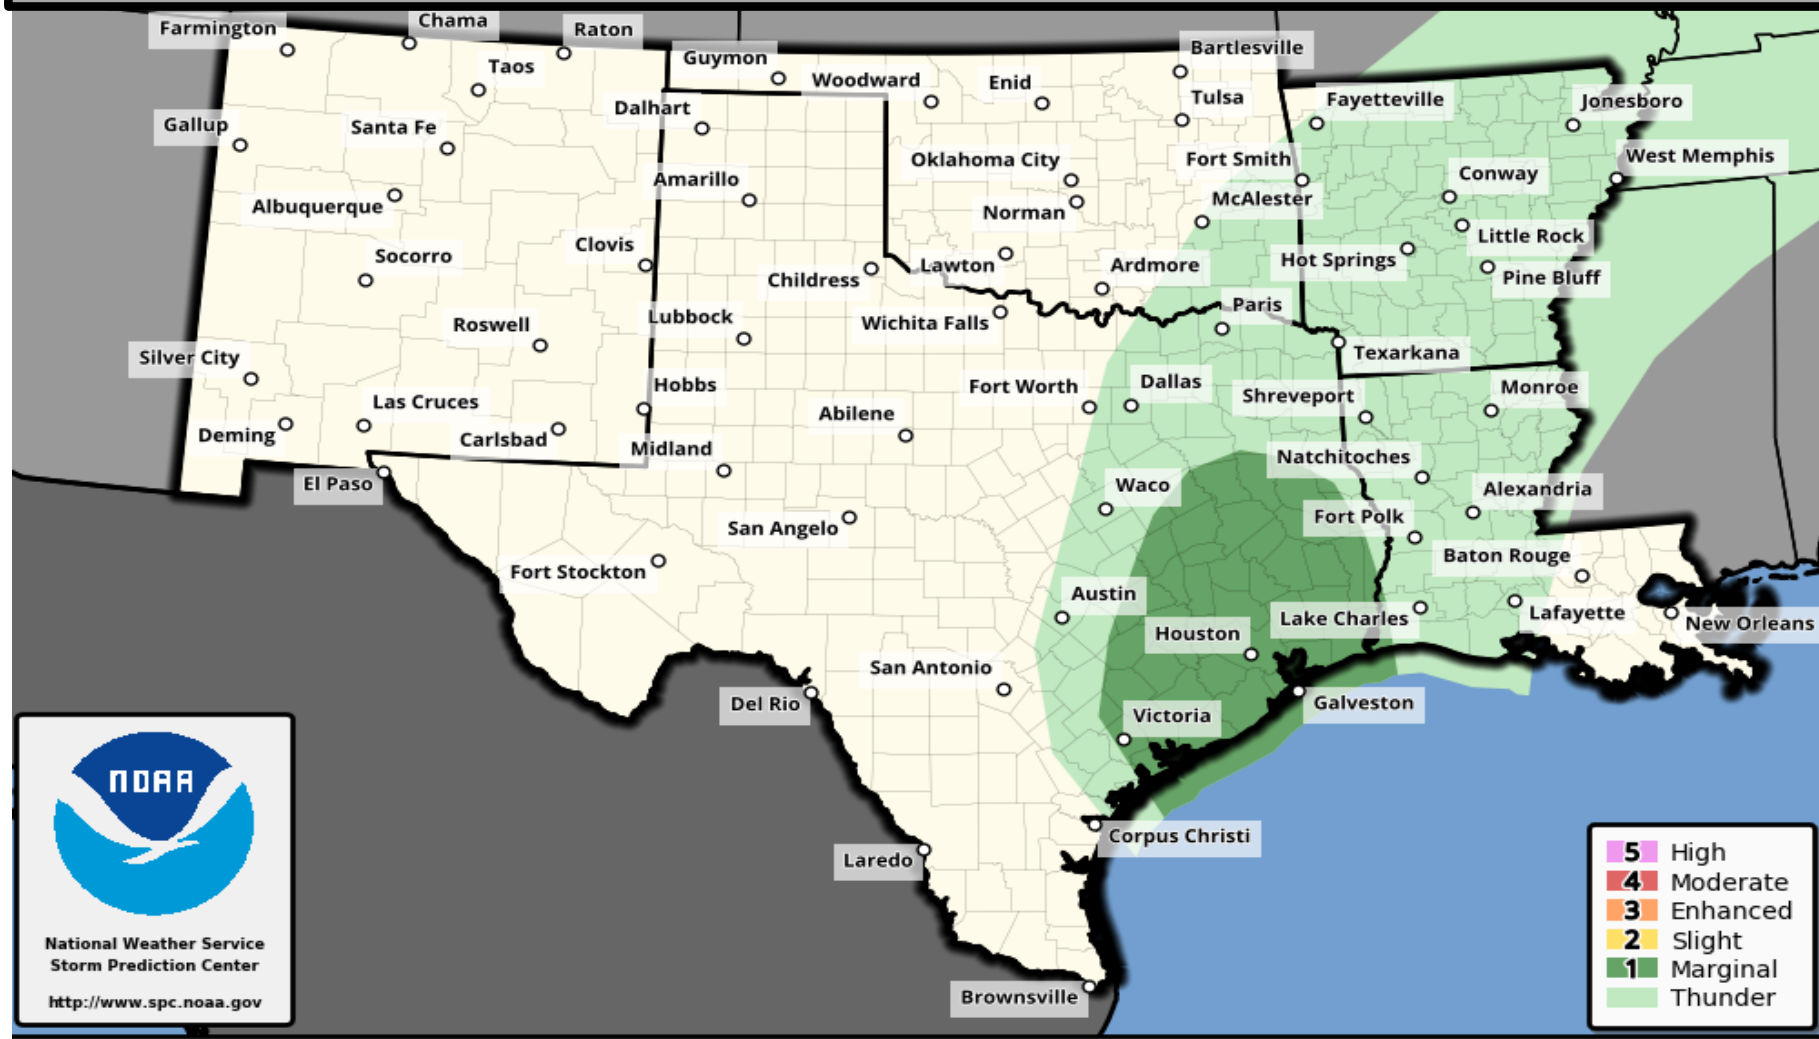 Farmington
Chama
Raton
Guymon
Bartlesville
Taos
Woodward
Enid
Tulsa
Fayetteville
Jonesboro
Dalhart
Gallup
Santa Fe
Oklahoma City
Fort Smith
West Memphis
Amarillo
Conway
McAlester
Albuquerque
Norman
Little Rock
Clovis
Socorro
Lawton
Ardmore
Hot Springs
Pine Bluff
Childress
Paris
Roswell
Lubbock
Wichita Falls
Texarkana
Silver City
Hobbs
Fort Worth
Dallas
Shreveport
Monroe
Las Cruces
Abilene
Deming
Carlsbad
Midland
Natchitoches
El Paso
Waco
Alexandria
San Angelo
Fort Polk
Baton Rouge
Fort Stockton
Austin
Lake Charles
Lafayette
New Orleans
Houston
San Antonio
Del Rio
Galveston
Victoria
Corpus Christi
Laredo
Brownsville
NOAA
National Weather Service
Storm Prediction Center
http://www.spc.noaa.gov
5 High
4 Moderate
3 Enhanced
2 Slight
1 Marginal
Thunder